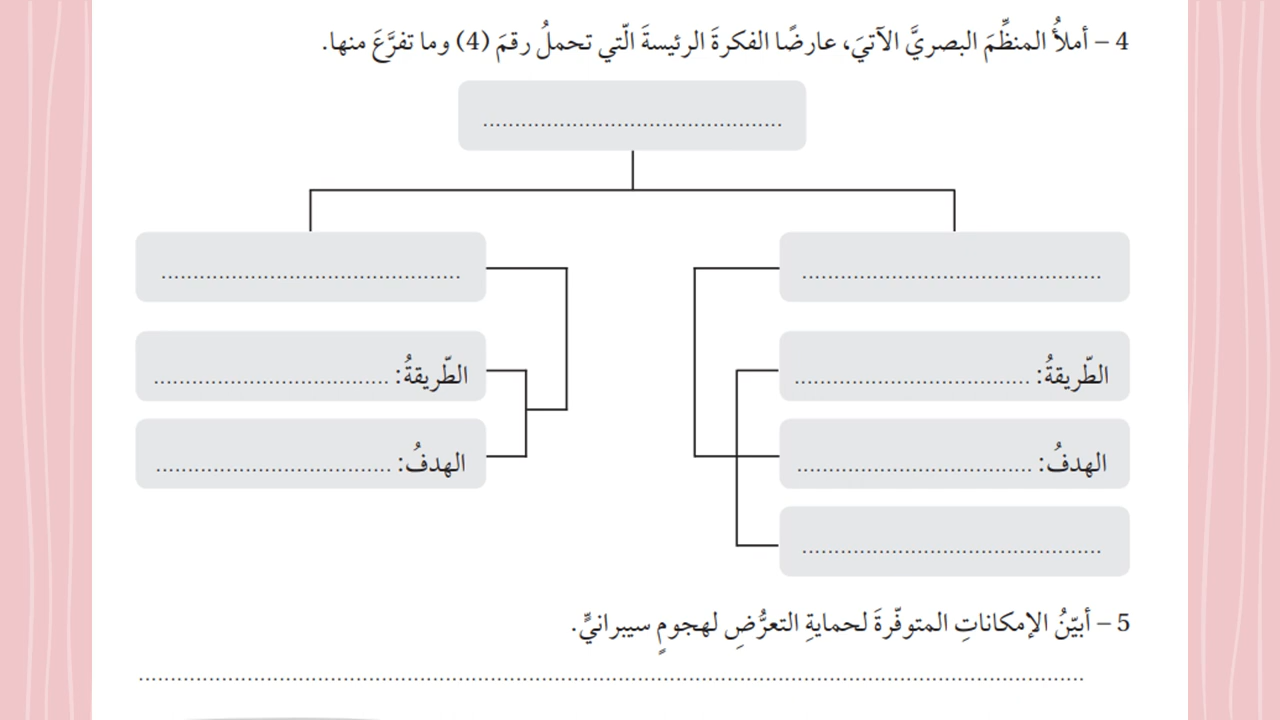 4 – أملأُ المنظِّمَ البصريَّ الآتيَ، عارضًا الفكرةَ الرئيسةَ الّتي تحملُ رقمَ (4) وما تفرَّعَ منها.
الطّريقةُ: ....................................
الطّريقةُ: ....................................
الهدفُ: ....................................
الهدفُ: ....................................
5 – أبيّنُ الإمكاناتِ المتوفّرةَ لحمايةِ التعرُّضِ لهجومٍ سيبرانيٍّ.